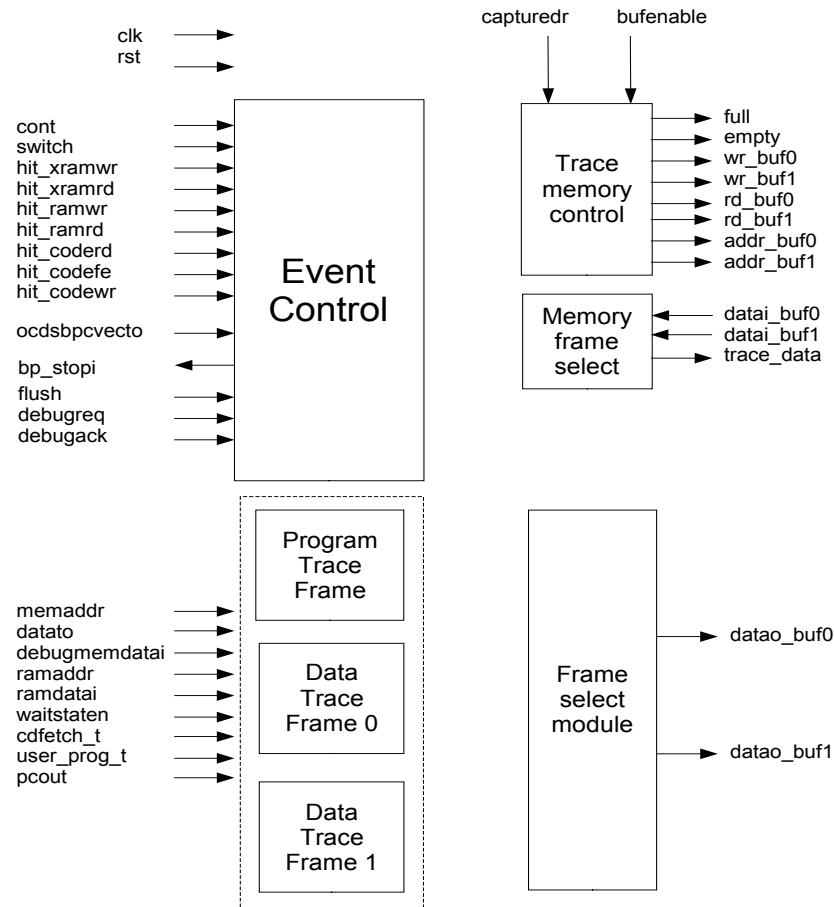 clk
rst
capturedr
bufenable
cont
switch
hit_xramwr
hit_xramrd
hit_ramwr
hit_ramrd
hit_coderd
hit_codefe
hit_codewr
ocdsbpcvecto
bp_stopi
flush
debugreq
debugack
Event
Control
Trace
memory
control
full
empty
wr_buf0
wr_buf1
rd_buf0
rd_buf1
addr_buf0
addr_buf1
Memory
frame
select
datai_buf0
datai_buf1
trace_data
memaddr
datato
debugmemdatai
ramaddr
ramdatai
waitstaten
cdfetch_t
user_prog_t
pcout
Program
Trace
Frame
Data
Trace
Frame 0
Data
Trace
Frame 1
Frame
select
module
datao_buf0
datao_buf1